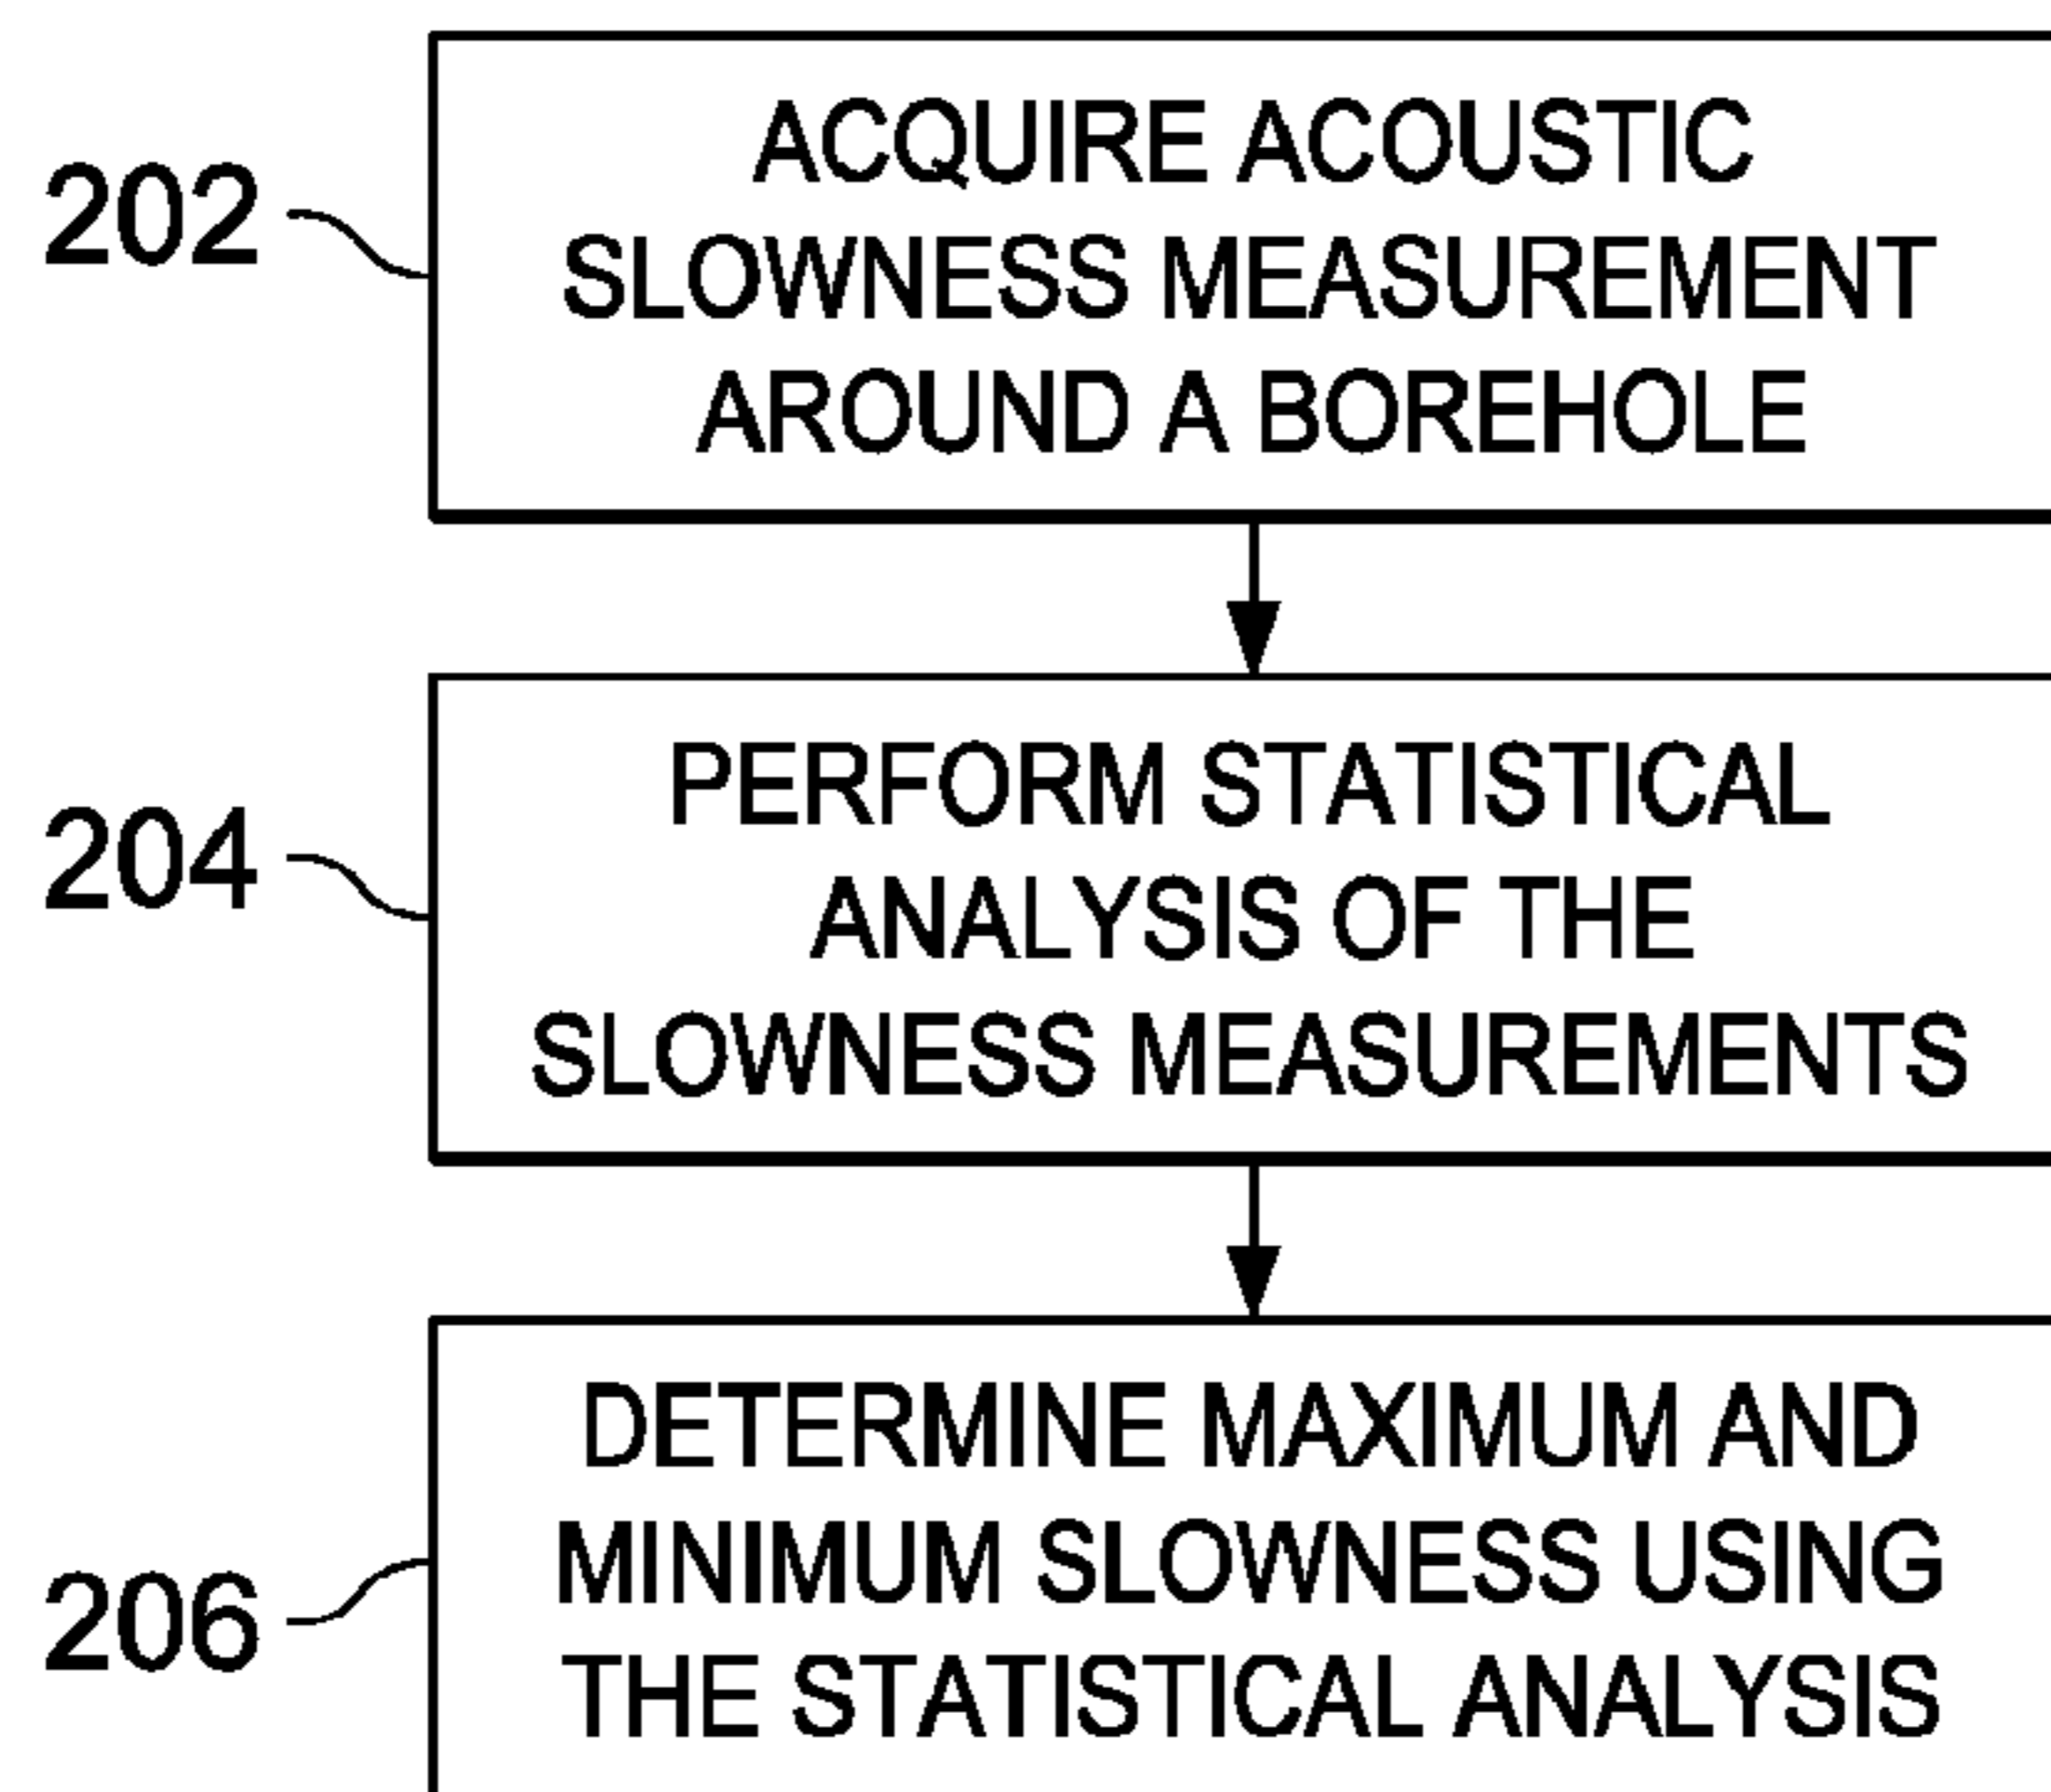 202
ACQUIRE ACOUSTIC
SLOWNESS MEASUREMENT
AROUND A BOREHOLE
204
PERFORM STATISTICAL
ANALYSIS OF THE
SLOWNESS MEASUREMENTS
206
DETERMINE MAXIMUM AND
MINIMUM SLOWNESS USING
THE STATISTICAL ANALYSIS